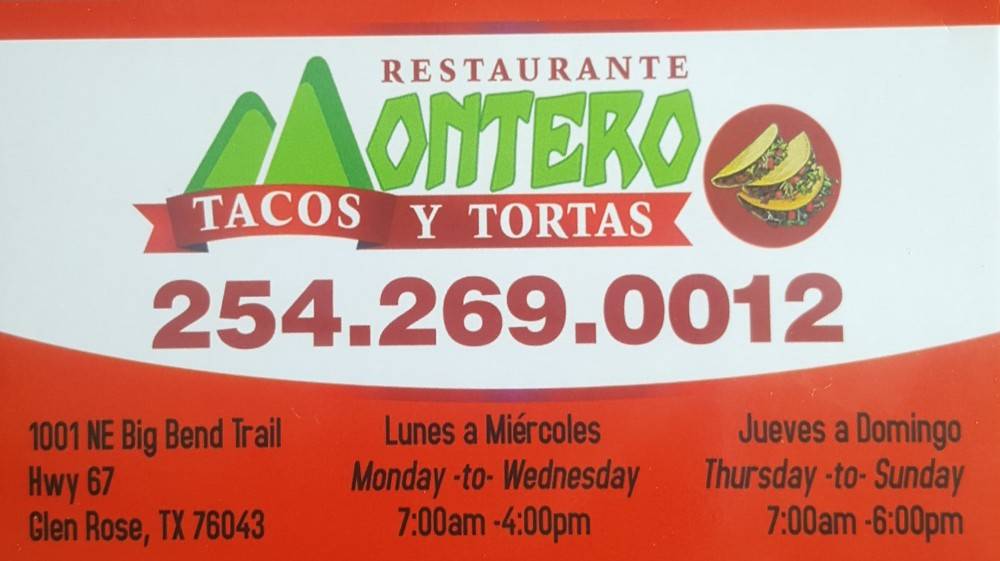 RESTAURANTE
MONTERO
TACOS Y TORTAS
254.269.0012
1001 NE Big Bend Trail
Hwy 67
Glen Rose, TX 76043
Lunes a Miércoles
Monday -to- Wednesday
7:00am -4:00pm
Jueves a Domingo
Thursday -to- Sunday
7:00am -6:00pm